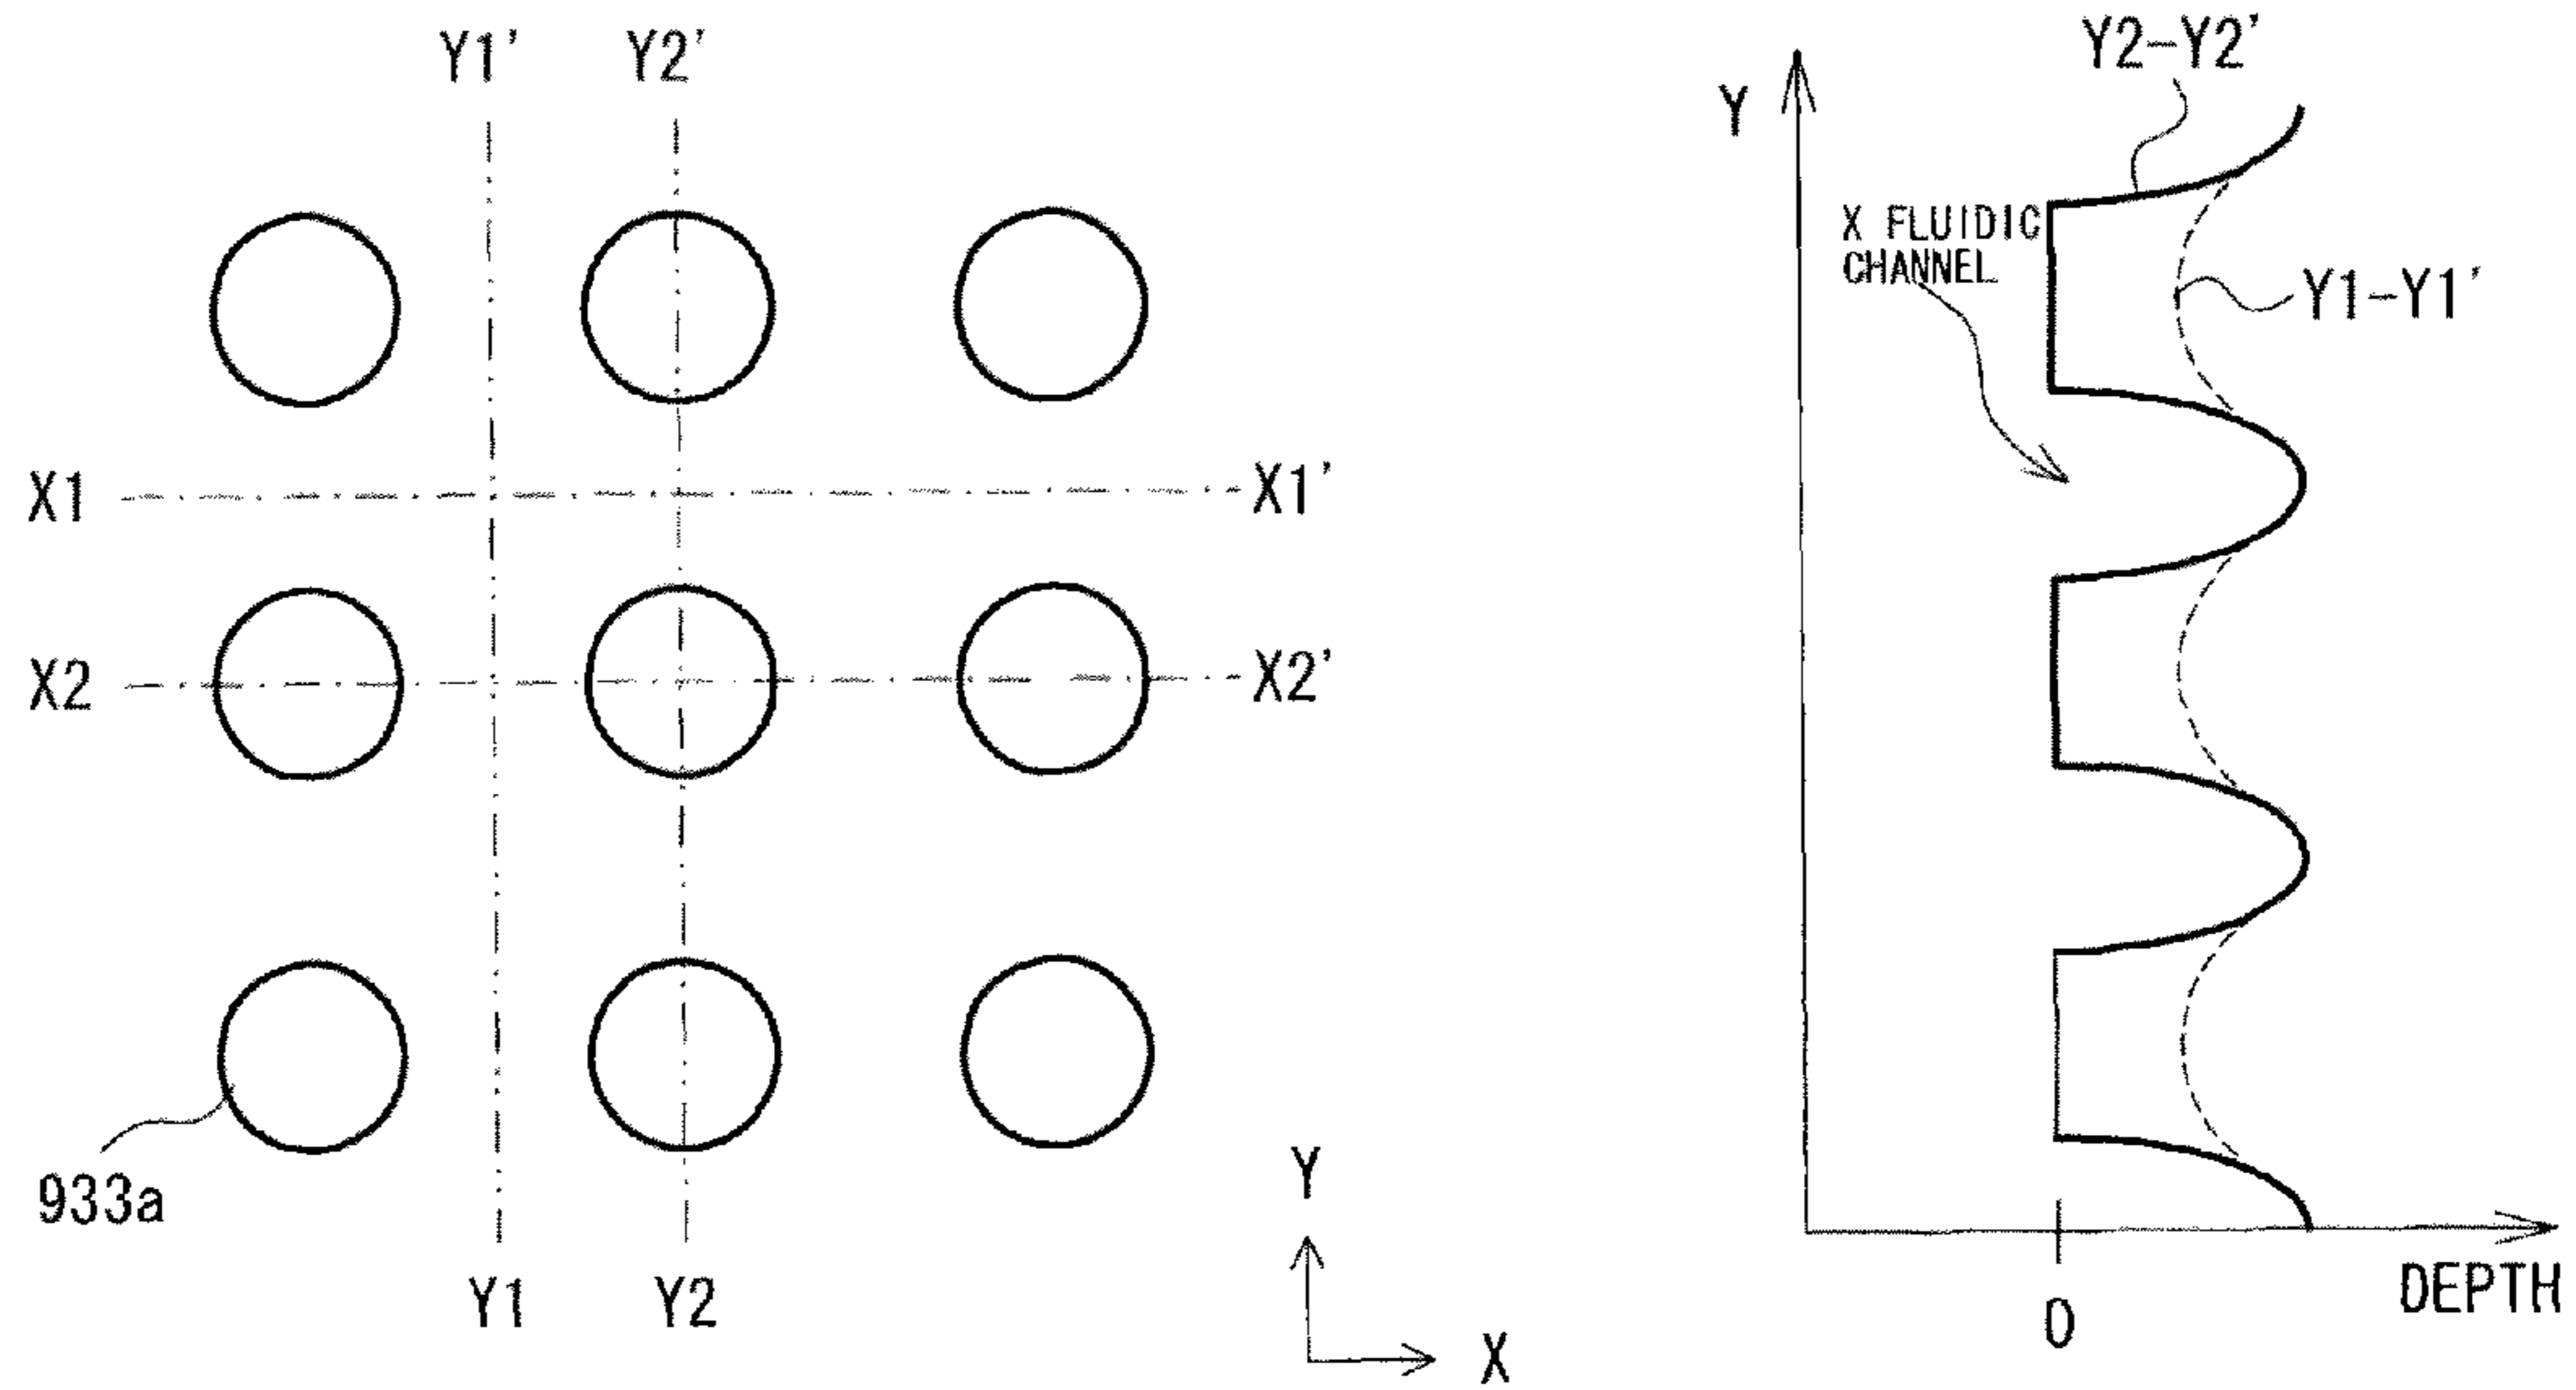 Y1' Y2'
X1 X1'
X2 X2'
933a
Y1 Y2
Y
X
Y
Y2-Y2'
X FLUIDIC
CHANNEL
Y1-Y1'
0
DEPTH